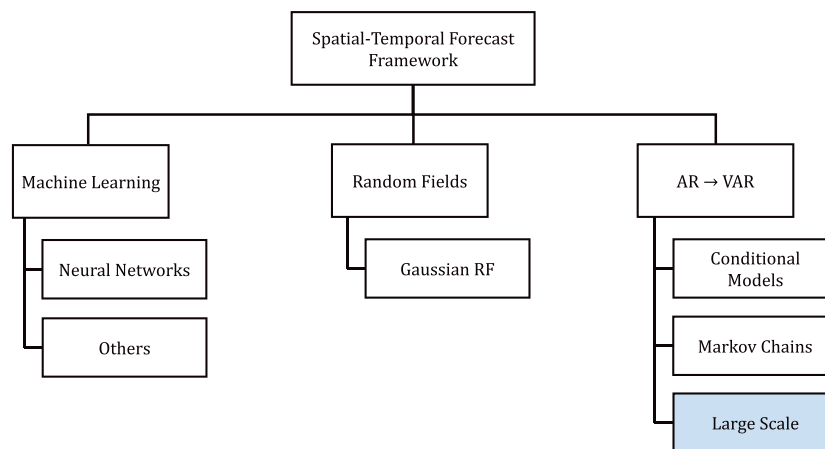 Spatial-Temporal Forecast
Framework
Machine Learning
Random Fields
AR → VAR
Neural Networks
Gaussian RF
Conditional
Models
Others
Markov Chains
Large Scale